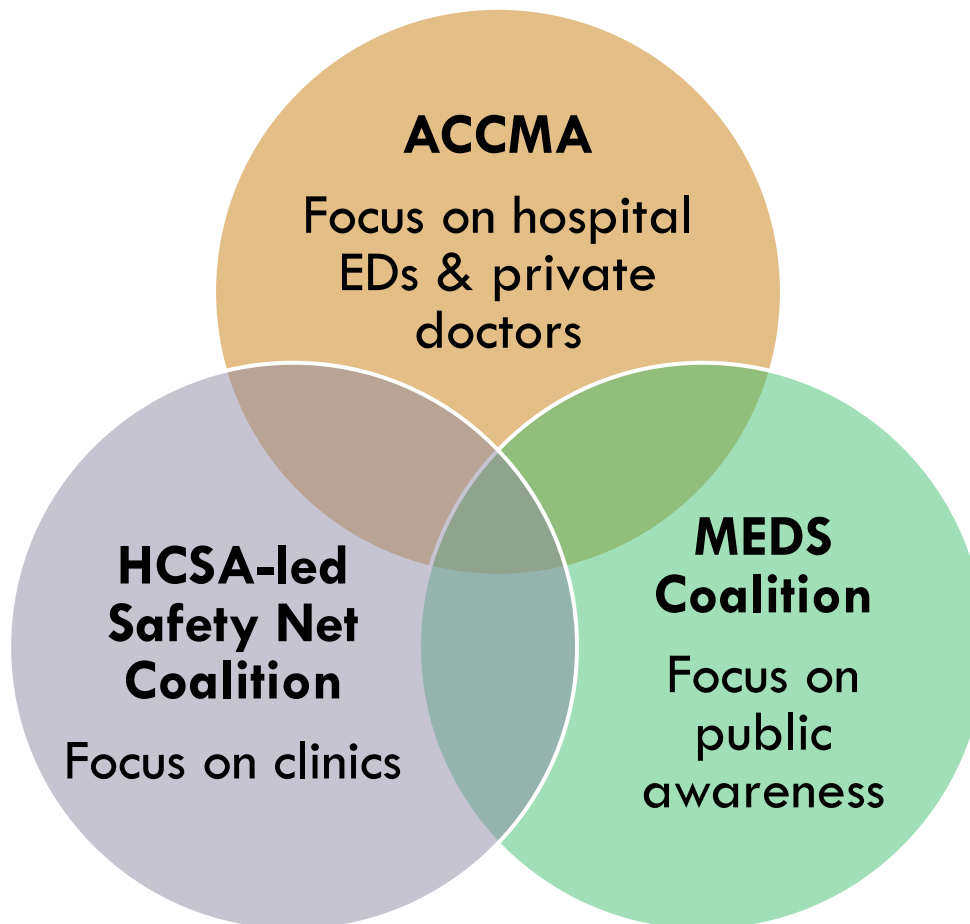 ACCMA
Focus on hospital
EDs & private
doctors
HCSA-led
Safety Net
Coalition
Focus on clinics
MEDS
Coalition
Focus on
public
awareness